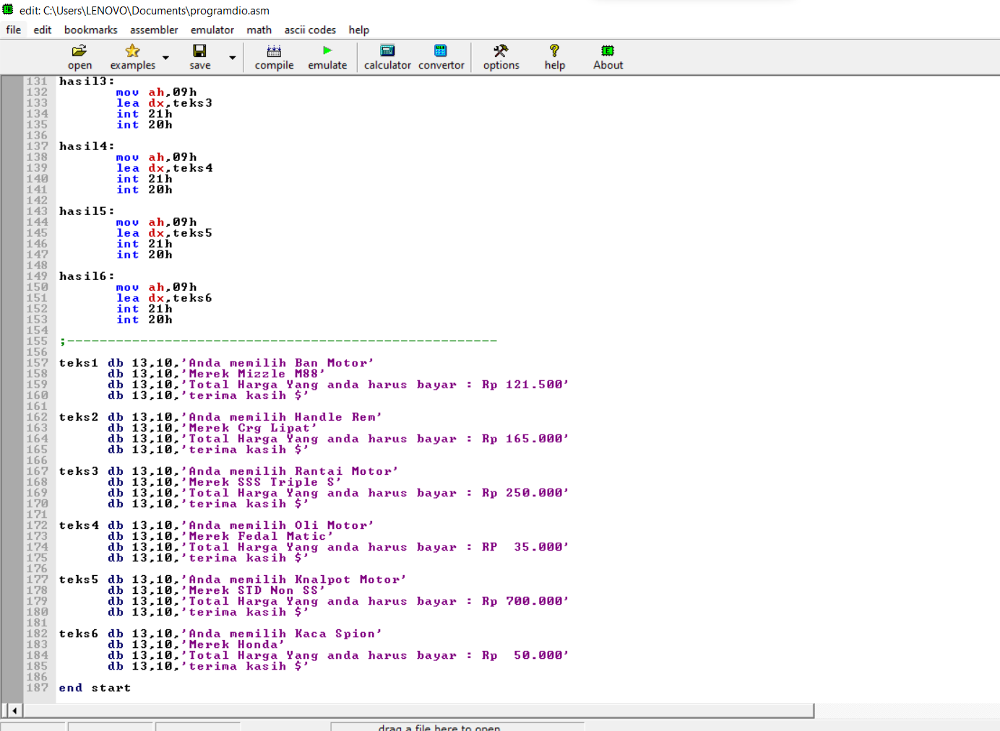 edit: C:\Users\LENOVO\Documents\programdio.asm
file edit bookmarks assembler emulator math ascii codes help
open examples save compile emulate calculator convertor options help About
131 hasil3:
132 mov ah,09h
133 lea dx,teks3
134 int 21h
135 int 20h
136
137 hasil4:
138 mov ah,09h
139 lea dx,teks4
140 int 21h
141 int 20h
142
143 hasil5:
144 mov ah,09h
145 lea dx,teks5
146 int 21h
147 int 20h
148
149 hasil6:
150 mov ah,09h
151 lea dx,teks6
152 int 21h
153 int 20h
154
155 ;-----------------------------------------------------
156
157 teks1 db 13,10,'Anda memilih Ban Motor'
158 db 13,10,'Merek Mizzle M88'
159 db 13,10,'Total Harga Yang anda harus bayar : Rp 121.500'
160 db 13,10,'terima kasih $'
161
162 teks2 db 13,10,'Anda memilih Handle Rem'
163 db 13,10,'Merek Crg Lipat'
164 db 13,10,'Total Harga Yang anda harus bayar : Rp 165.000'
165 db 13,10,'terima kasih $'
166
167 teks3 db 13,10,'Anda memilih Rantai Motor'
168 db 13,10,'Merek SSS Triple S'
169 db 13,10,'Total Harga Yang anda harus bayar : Rp 250.000'
170 db 13,10,'terima kasih $'
171
172 teks4 db 13,10,'Anda memilih Oli Motor'
173 db 13,10,'Merek Fedal Matic'
174 db 13,10,'Total Harga Yang anda harus bayar : RP  35.000'
175 db 13,10,'terima kasih $'
176
177 teks5 db 13,10,'Anda memilih Knalpot Motor'
178 db 13,10,'Merek STD Non SS'
179 db 13,10,'Total Harga Yang anda harus bayar : Rp 700.000'
180 db 13,10,'terima kasih $'
181
182 teks6 db 13,10,'Anda memilih Kaca Spion'
183 db 13,10,'Merek Honda'
184 db 13,10,'Total Harga Yang anda harus bayar : Rp  50.000'
185 db 13,10,'terima kasih $'
186
187 end start
drag a file here to open